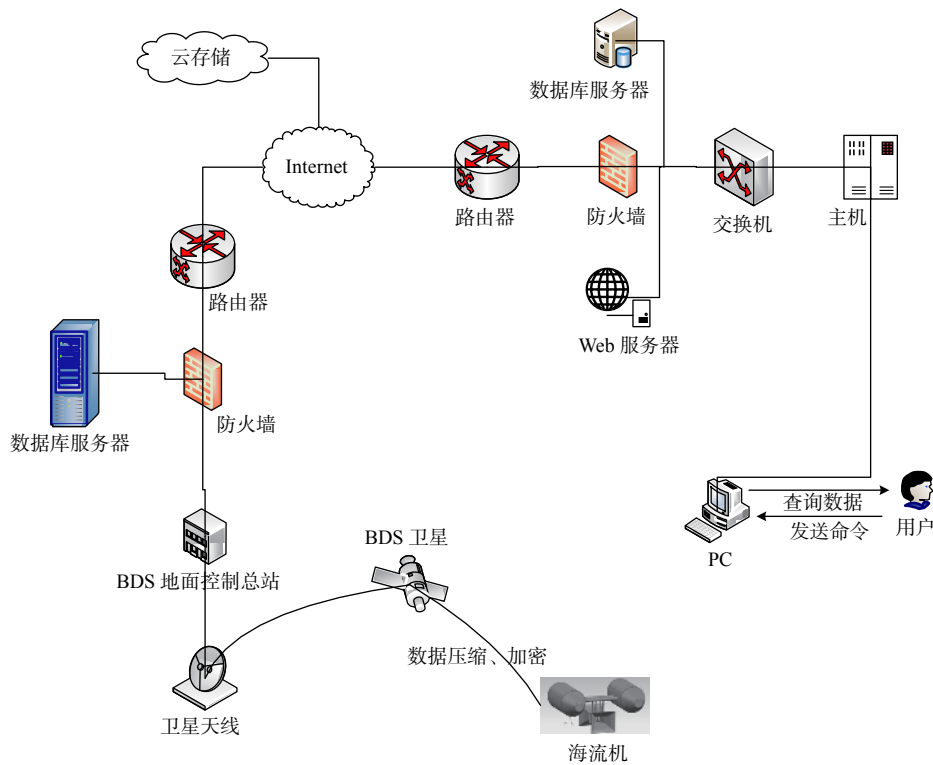 云存储
数据库服务器
Internet
路由器
防火墙
交换机
主机
路由器
Web 服务器
数据库服务器
防火墙
查询数据
发送命令
用户
PC
BDS 卫星
BDS 地面控制总站
数据压缩、加密
卫星天线
海流机